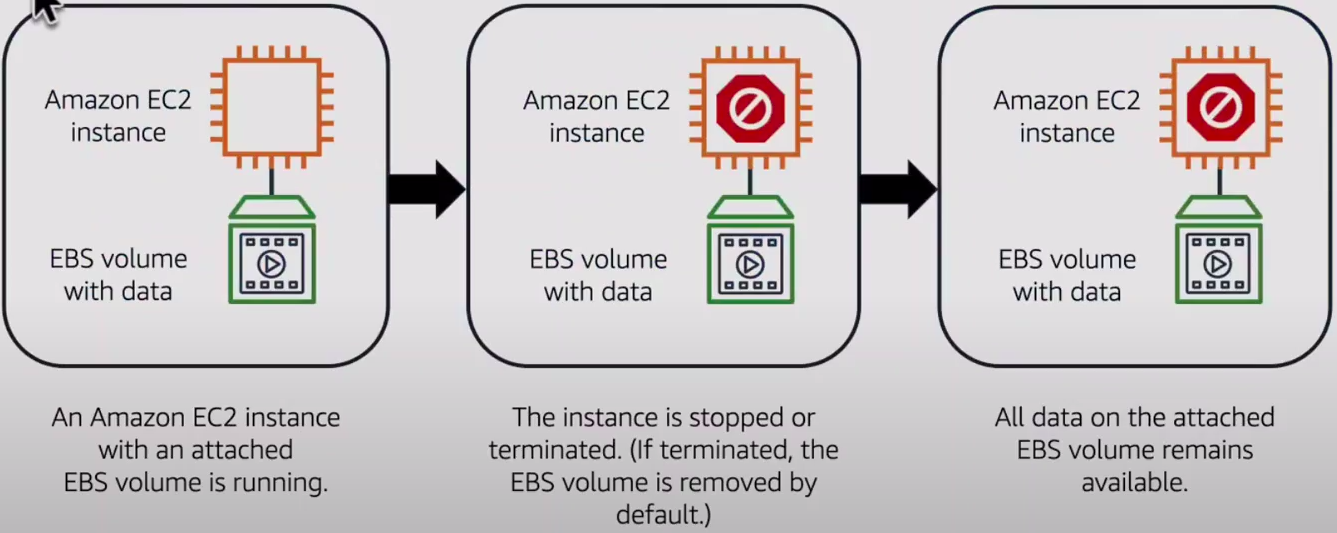 Amazon EC2
instance
EBS volume
with data
An Amazon EC2 instance
with an attached
EBS volume is running.
Amazon EC2
instance
EBS volume
with data
The instance is stopped or
terminated. (If terminated, the
EBS volume is removed by
default.)
Amazon EC2
instance
EBS volume
with data
All data on the attached
EBS volume remains
available.